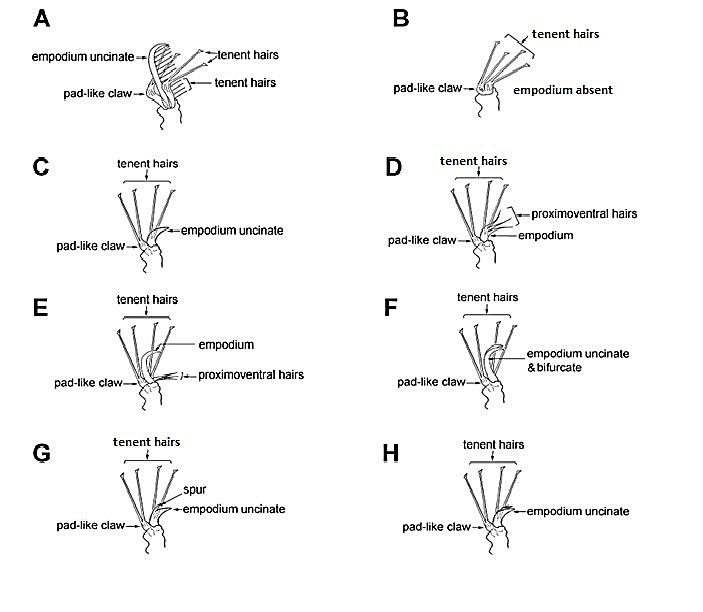 A
empodium uncinate
tenent hairs
tenent hairs
pad-like claw
B
tenent hairs
pad-like claw
empodium absent
C
tenent hairs
empodium uncinate
pad-like claw
D
tenent hairs
proximoventral hairs
pad-like claw
empodium
E
tenent hairs
empodium
proximoventral hairs
pad-like claw
F
tenent hairs
empodium uncinate
& bifurcate
pad-like claw
G
tenent hairs
spur
empodium uncinate
pad-like claw
H
tenent hairs
empodium uncinate
pad-like claw